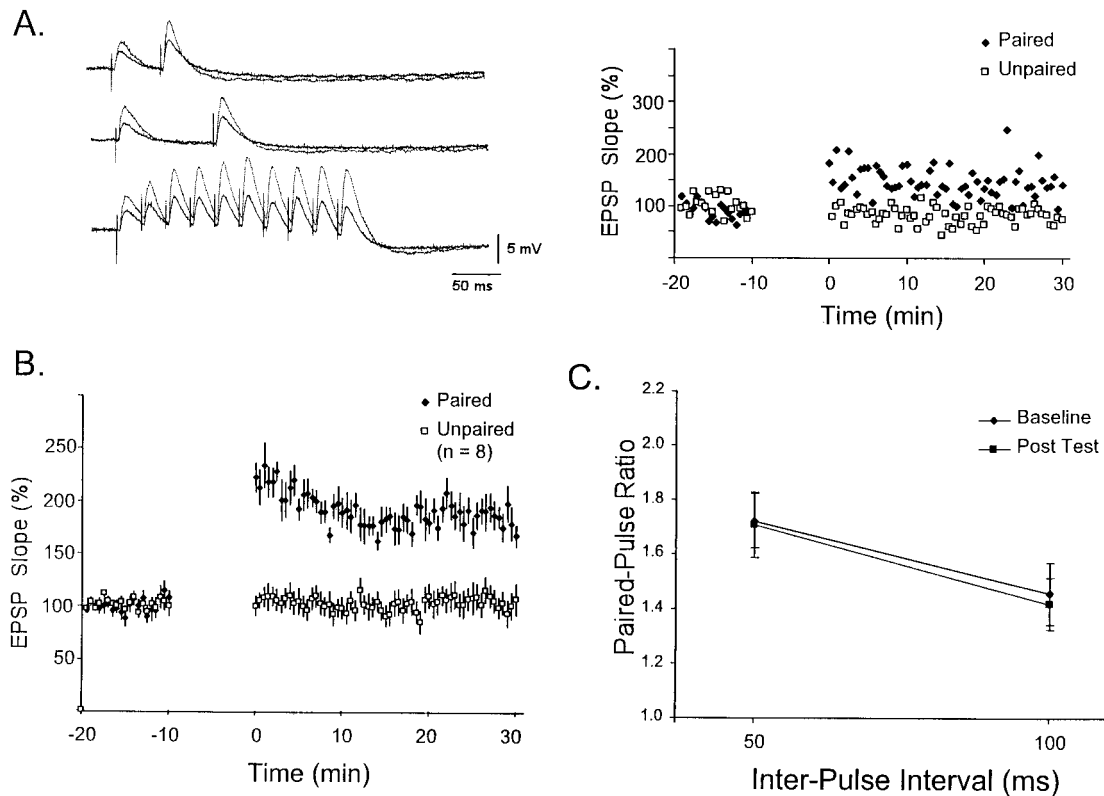 A.
5 mV
50 ms
Paired
Unpaired
EPSP Slope (%)
300
200
100
-20 -10 0 10 20 30
Time (min)
B.
Paired
Unpaired
(n = 8)
EPSP Slope (%)
250
200
150
100
50
-20 -10 0 10 20 30
Time (min)
C.
Baseline
Post Test
Paired-Pulse Ratio
2.2
2.0
1.8
1.6
1.4
1.2
1.0
50 100
Inter-Pulse Interval (ms)